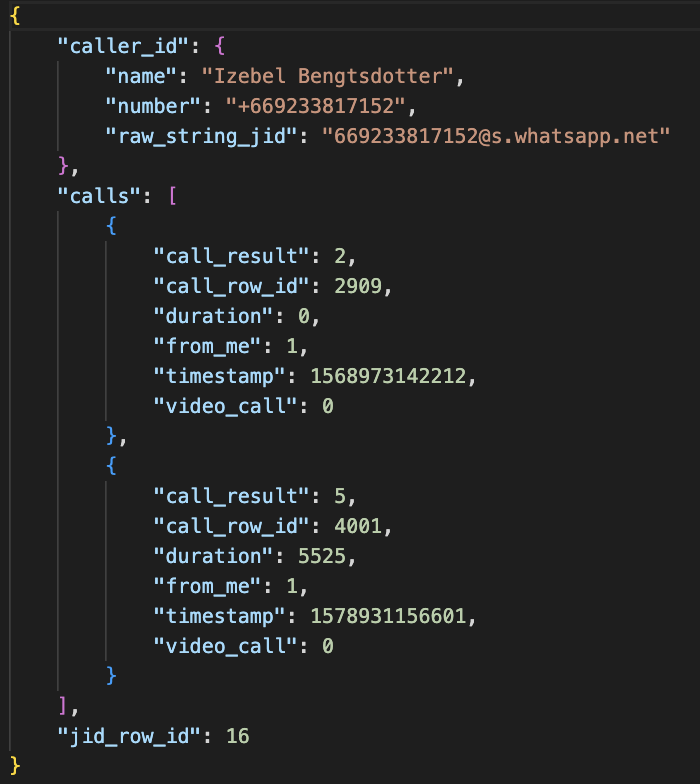 {
    "caller_id": {
        "name": "Izebel Bengtsdotter",
        "number": "+669233817152",
        "raw_string_jid": "669233817152@s.whatsapp.net"
    },
    "calls": [
        {
            "call_result": 2,
            "call_row_id": 2909,
            "duration": 0,
            "from_me": 1,
            "timestamp": 1568973142212,
            "video_call": 0
        },
        {
            "call_result": 5,
            "call_row_id": 4001,
            "duration": 5525,
            "from_me": 1,
            "timestamp": 1578931156601,
            "video_call": 0
        }
    ],
    "jid_row_id": 16
}